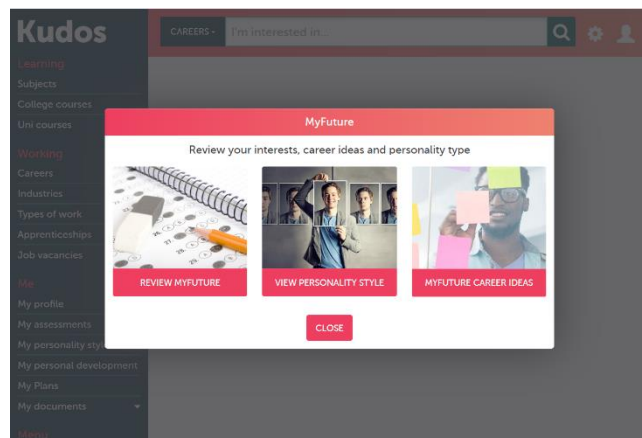 Kudos
CAREERS
I'm interested in...
Learning
Subjects
College courses
Uni courses
Working
Careers
Industries
Types of work
Apprenticeships
Job vacancies
Me
My profile
My assessments
My personality style
My personal development
My Plans
My documents
Menu
MyFuture
Review your interests, career ideas and personality type
REVIEW MYFUTURE
VIEW PERSONALITY STYLE
MYFUTURE CAREER IDEAS
CLOSE